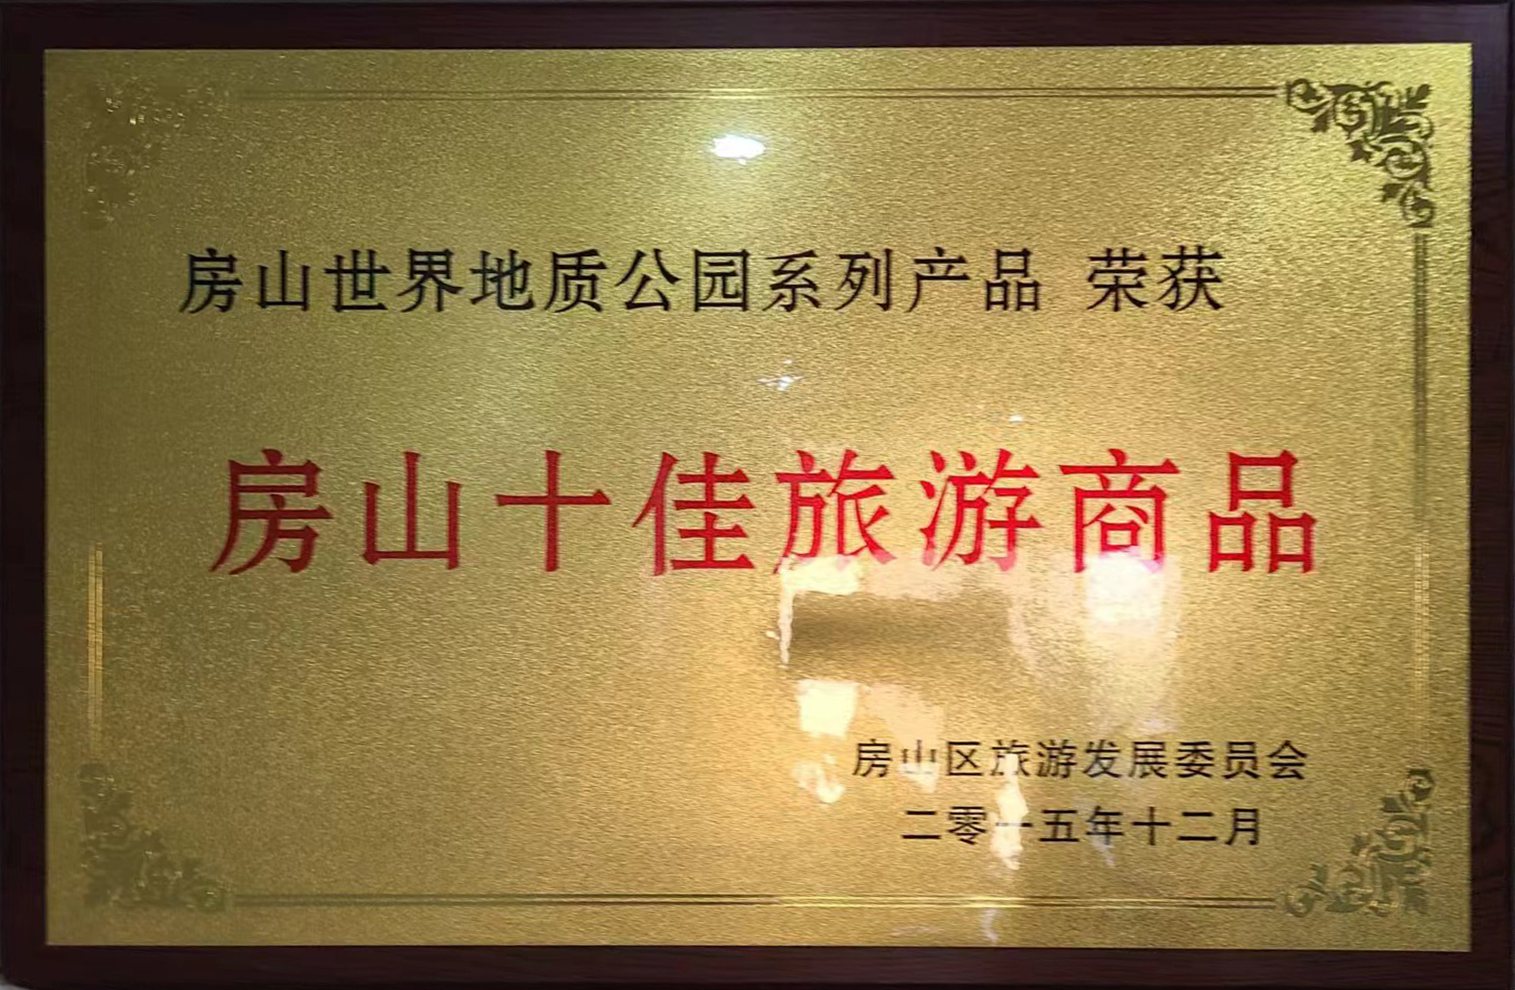 房山世界地质公园系列产品 荣获
房山十佳旅游商品
房山区旅游发展委员会
二零一五年十二月